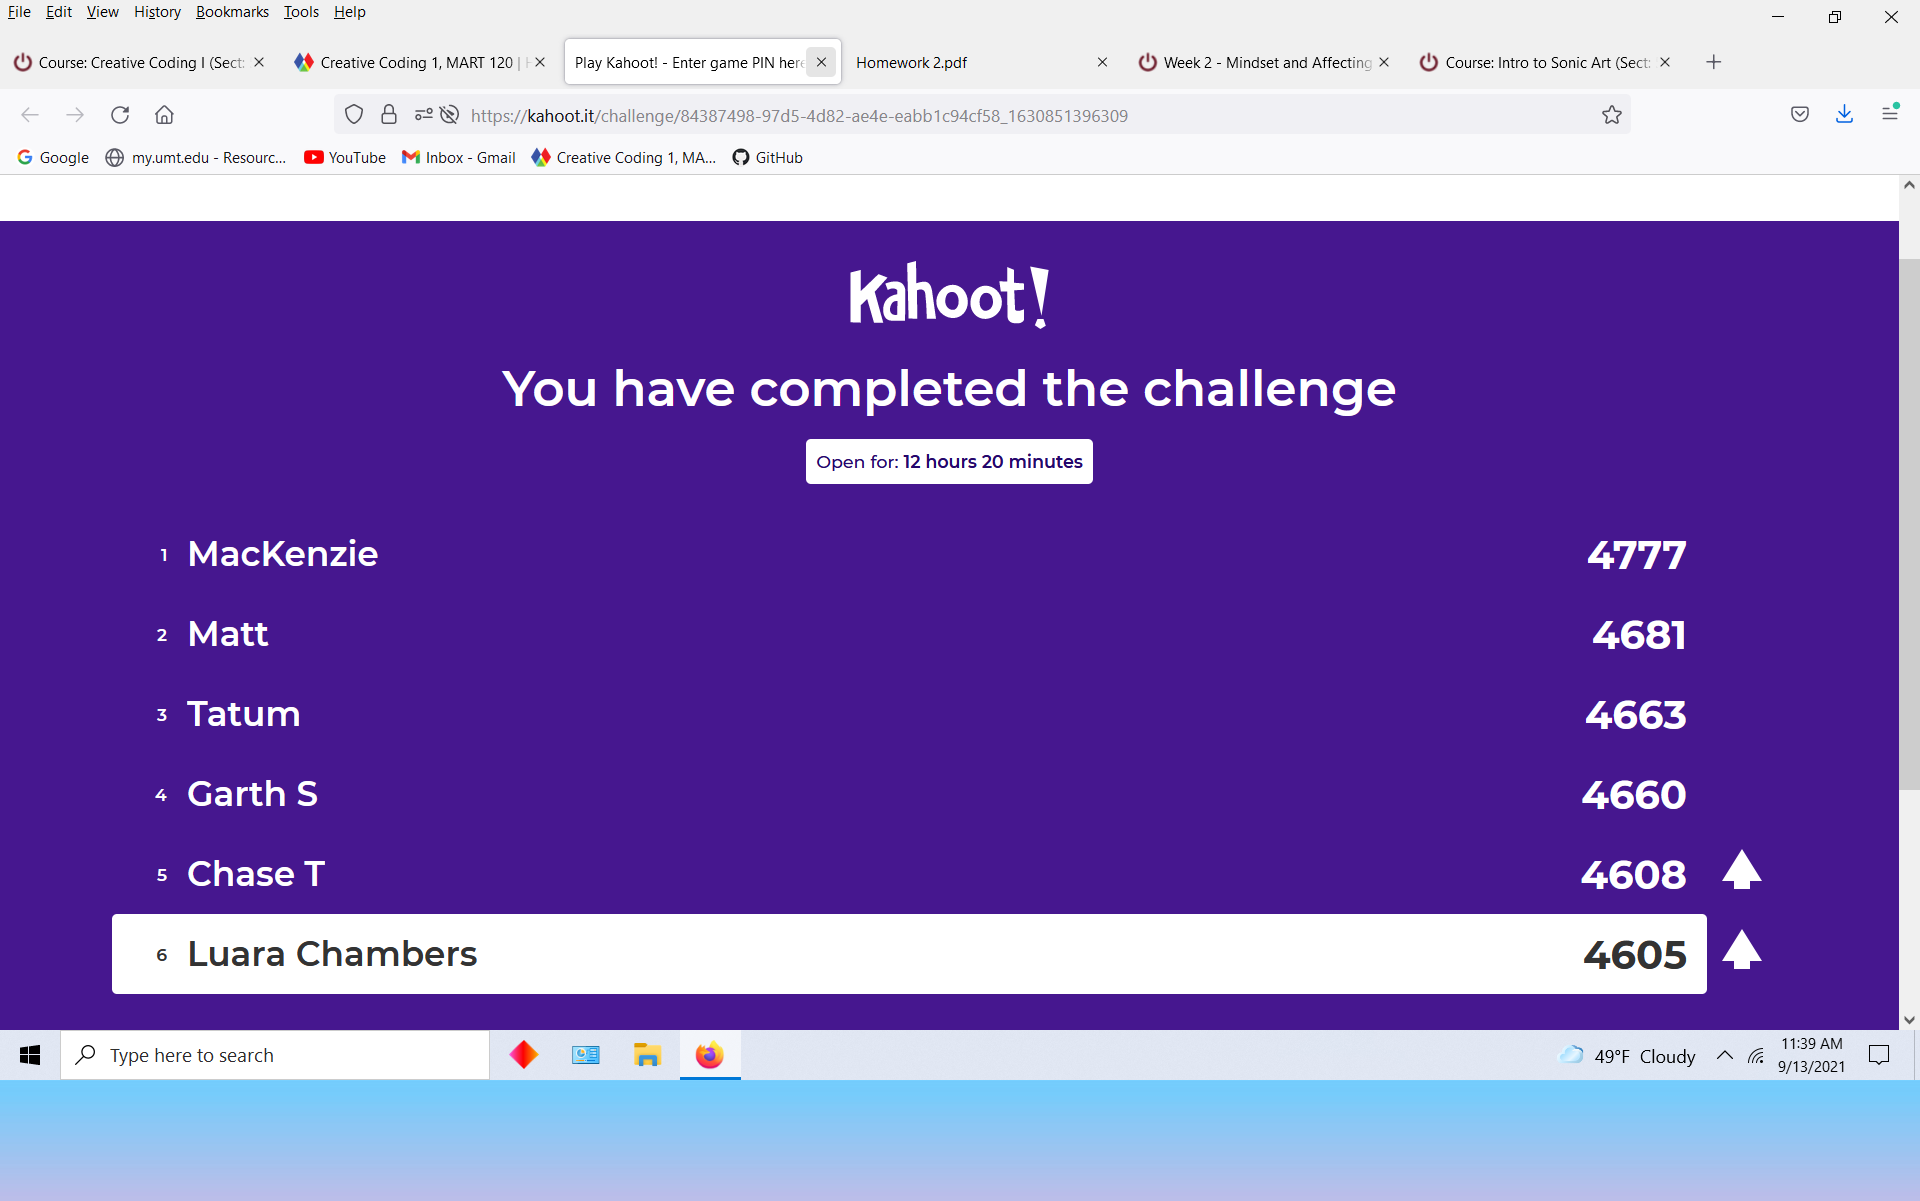 File Edit View History Bookmarks Tools Help
Course: Creative Coding I (Sect: Creative Coding 1, MART 120 | Play Kahoot! - Enter game PIN here Homework 2.pdf Week 2 - Mindset and Affecting Course: Intro to Sonic Art (Sect:
https://kahoot.it/challenge/84387498-97d5-4d82-ae4e-eabb1c94cf58_1630851396309
Google my.umt.edu - Resourc... YouTube Inbox - Gmail Creative Coding 1, MA... GitHub
Kahoot!
You have completed the challenge
Open for: 12 hours 20 minutes
1 MacKenzie 4777
2 Matt 4681
3 Tatum 4663
4 Garth S 4660
5 Chase T 4608
6 Luara Chambers 4605
Type here to search 49°F Cloudy 11:39 AM
9/13/2021